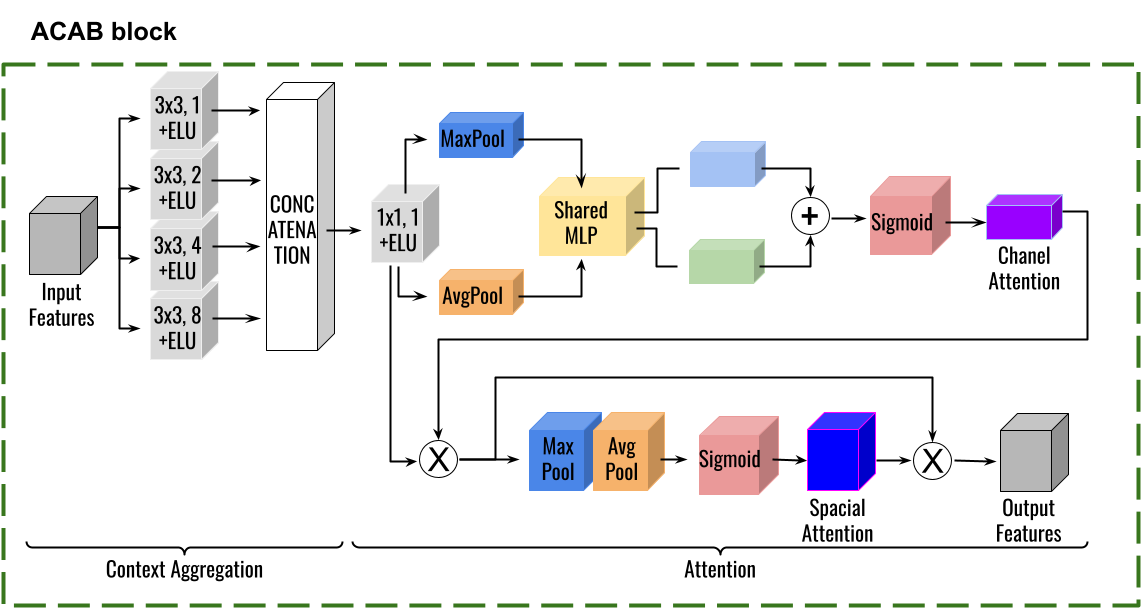 ACAB block
3x3, 1
+ELU
3x3, 2
+ELU
3x3, 4
+ELU
3x3, 8
+ELU
Input
Features
CONC
ATENA
TION
1x1, 1
+ELU
MaxPool
AvgPool
Shared
MLP
+
Sigmoid
Chanel
Attention
X
Max
Pool
Avg
Pool
Sigmoid
Spacial
Attention
X
Output
Features
Context Aggregation
Attention